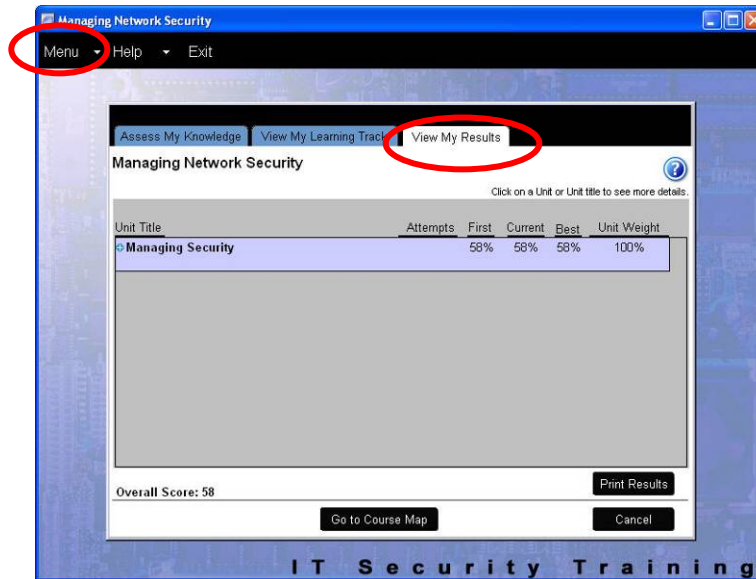 Managing Network Security
Menu Help Exit
Assess My Knowledge View My Learning Track View My Results
Managing Network Security
Click on a Unit or Unit title to see more details.
Unit Title Attempts First Current Best Unit Weight
Managing Security 58% 58% 58% 100%
Overall Score: 58
Print Results
Go to Course Map Cancel
IT Security Training